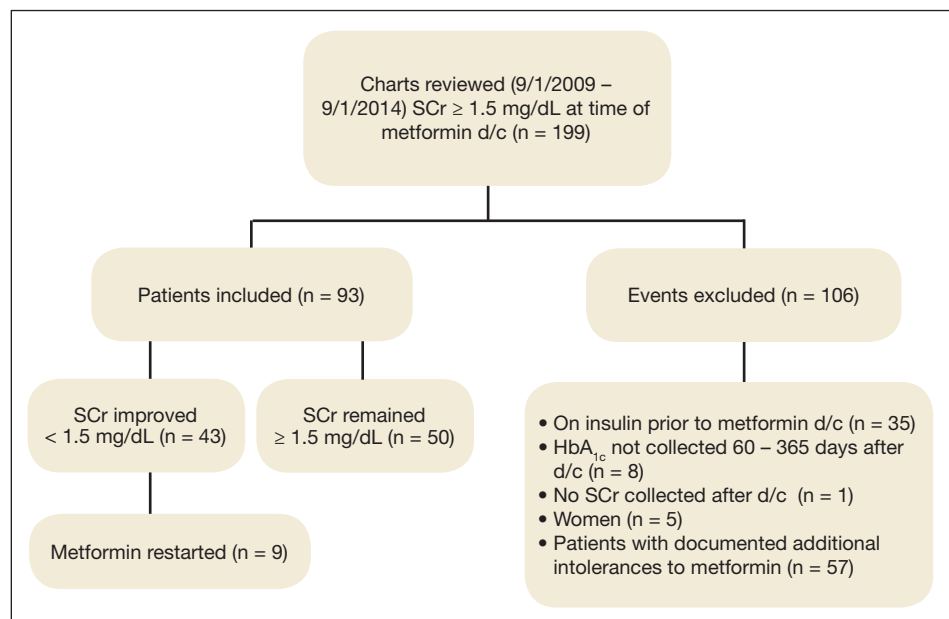 Charts reviewed (9/1/2009 –
9/1/2014) SCr ≥ 1.5 mg/dL at time of
metformin d/c (n = 199)
Patients included (n = 93)
Events excluded (n = 106)
SCr improved
< 1.5 mg/dL (n = 43)
SCr remained
≥ 1.5 mg/dL (n = 50)
Metformin restarted (n = 9)
• On insulin prior to metformin d/c (n = 35)
• HbA1c not collected 60 – 365 days after
d/c (n = 8)
• No SCr collected after d/c (n = 1)
• Women (n = 5)
• Patients with documented additional
intolerances to metformin (n = 57)